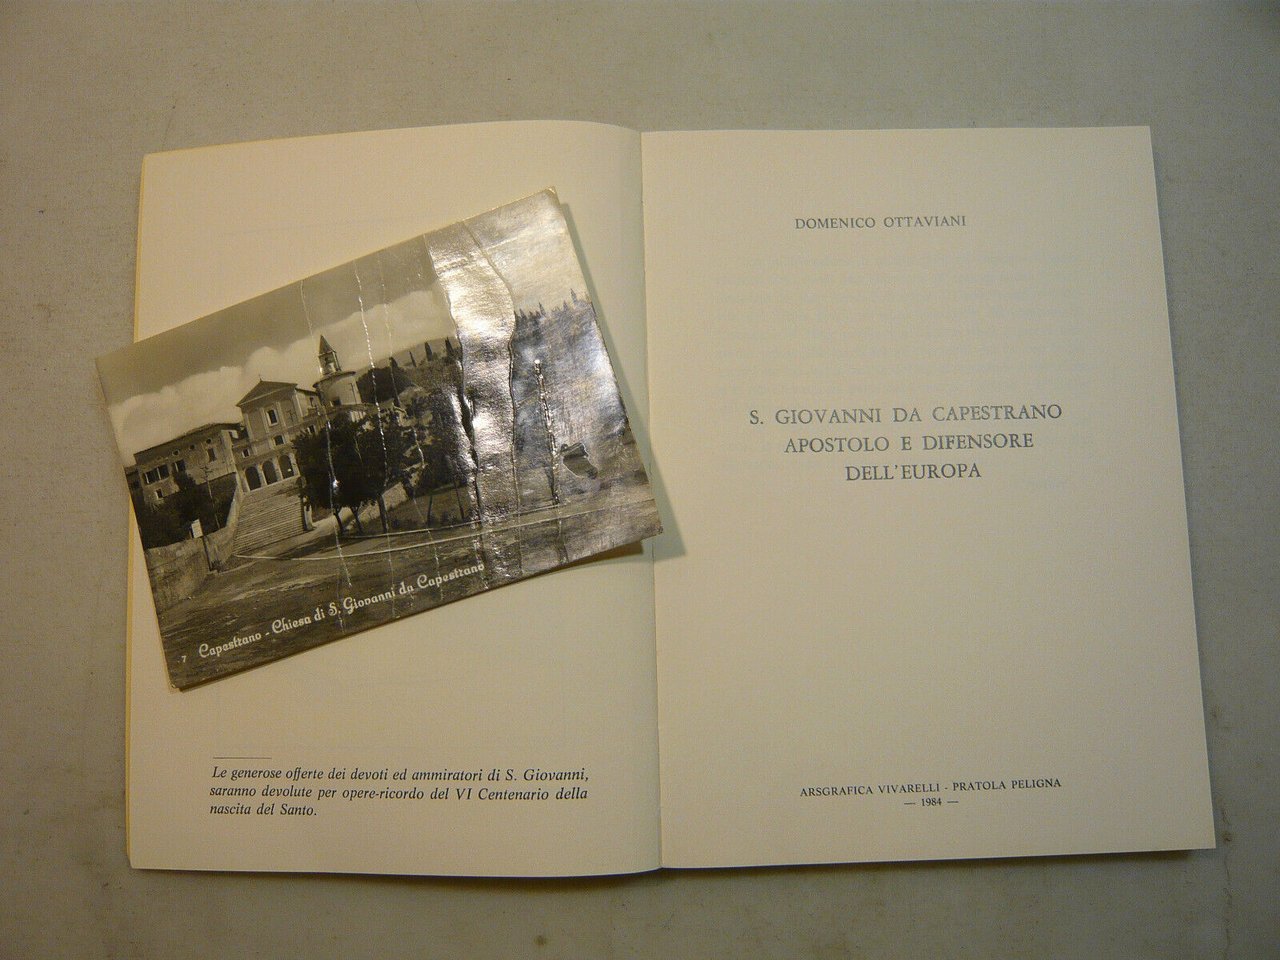 7 Capestrano - Chiesa di S. Giovanni da Capestrano
Le generose offerte dei devoti ed ammiratori di S. Giovanni,
saranno devolute per opere-ricordo del VI Centenario della
nascita del Santo.
DOMENICO OTTAVIANI
S. GIOVANNI DA CAPESTRANO
APOSTOLO E DIFENSORE
DELL'EUROPA
ARSGRAFICA VIVARELLI - PRATOLA PELIGNA
— 1984 —